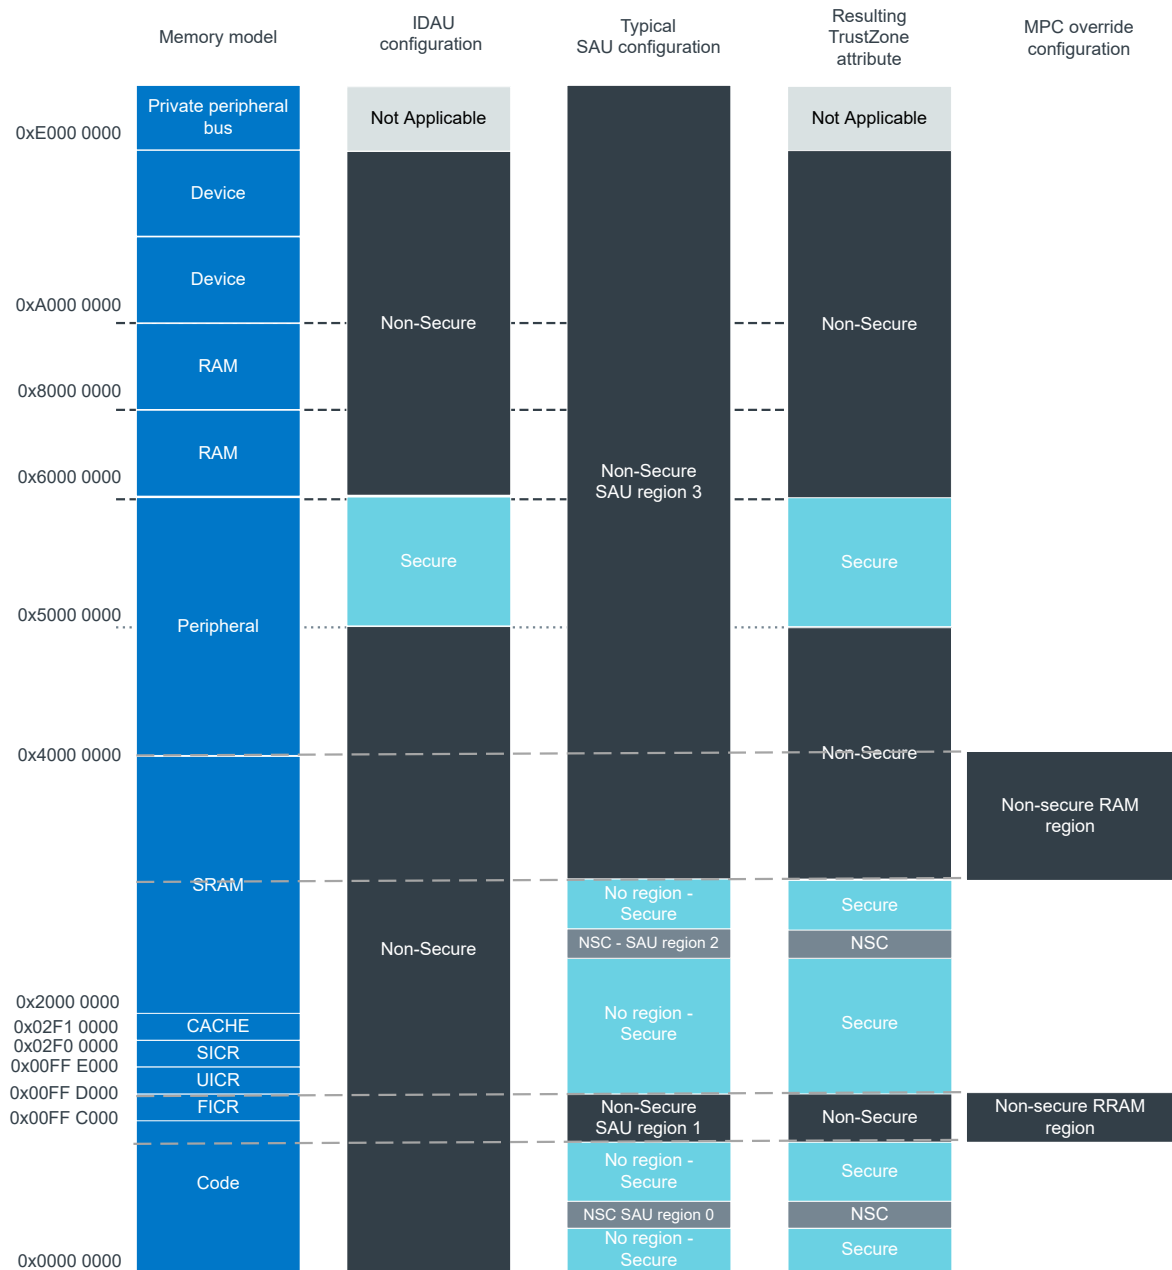 Memory model
IDAU
configuration
Typical
SAU configuration
Resulting
TrustZone
attribute
MPC override
configuration
0xE000 0000
0xA000 0000
0x8000 0000
0x6000 0000
0x5000 0000
0x4000 0000
0x2000 0000
0x02F1 0000
0x02F0 0000
0x00FF E000
0x00FF D000
0x00FF C000
0x0000 0000
Private peripheral
bus
Device
Device
RAM
RAM
Peripheral
SRAM
CACHE
SICR
UICR
FICR
Code
Not Applicable
Non-Secure
Secure
Non-Secure
Non-Secure
SAU region 3
No region -
Secure
NSC - SAU region 2
No region -
Secure
Non-Secure
SAU region 1
No region -
Secure
NSC SAU region 0
No region -
Secure
Not Applicable
Non-Secure
Secure
Non-Secure
Secure
NSC
Secure
Non-Secure
Secure
NSC
Secure
Non-secure RAM
region
Non-secure RRAM
region